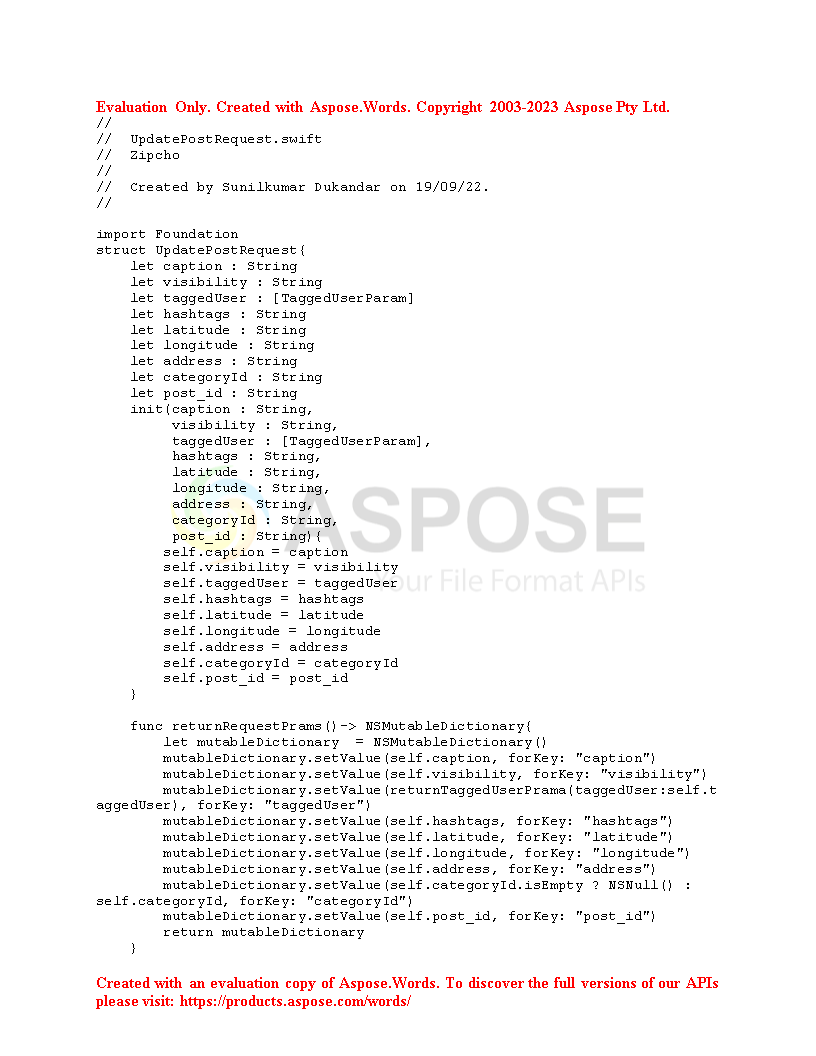 Evaluation Only. Created with Aspose.Words. Copyright 2003-2023 Aspose Pty Ltd.
//
//  UpdatePostRequest.swift
//  Zipcho
//
//  Created by Sunilkumar Dukandar on 19/09/22.
//
import Foundation
struct UpdatePostRequest{
    let caption : String
    let visibility : String
    let taggedUser : [TaggedUserParam]
    let hashtags : String
    let latitude : String
    let longitude : String
    let address : String
    let categoryId : String
    let post_id : String
    init(caption : String,
         visibility : String,
         taggedUser : [TaggedUserParam],
         hashtags : String,
         latitude : String,
         longitude : String,
         address : String,
         categoryId : String,
         post_id : String){
        self.caption = caption
        self.visibility = visibility
        self.taggedUser = taggedUser
        self.hashtags = hashtags
        self.latitude = latitude
        self.longitude = longitude
        self.address = address
        self.categoryId = categoryId
        self.post_id = post_id
    }
ASPOSE
Your File Format APIs
    func returnRequestPrams()-> NSMutableDictionary{
        let mutableDictionary  = NSMutableDictionary()
        mutableDictionary.setValue(self.caption, forKey: "caption")
        mutableDictionary.setValue(self.visibility, forKey: "visibility")
        mutableDictionary.setValue(returnTaggedUserPrama(taggedUser:self.t
aggedUser), forKey: "taggedUser")
        mutableDictionary.setValue(self.hashtags, forKey: "hashtags")
        mutableDictionary.setValue(self.latitude, forKey: "latitude")
        mutableDictionary.setValue(self.longitude, forKey: "longitude")
        mutableDictionary.setValue(self.address, forKey: "address")
        mutableDictionary.setValue(self.categoryId.isEmpty ? NSNull() :
self.categoryId, forKey: "categoryId")
        mutableDictionary.setValue(self.post_id, forKey: "post_id")
        return mutableDictionary
    }
Created with an evaluation copy of Aspose.Words. To discover the full versions of our APIs
please visit: https://products.aspose.com/words/